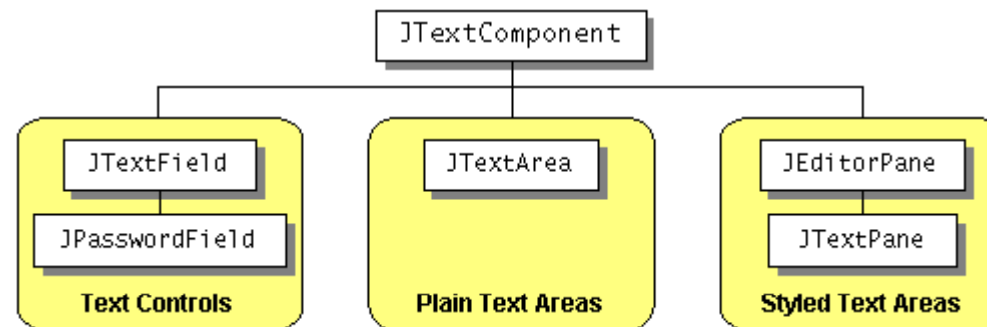 JTextComponent
JTextField
JPasswordField
Text Controls
JTextArea
Plain Text Areas
JEditorPane
JTextPane
Styled Text Areas